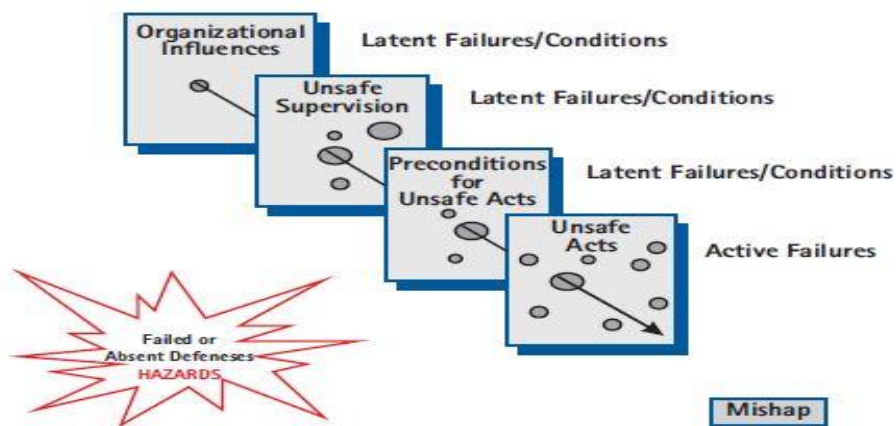 Organizational
Influences
Latent Failures/Conditions
Unsafe
Supervision
Latent Failures/Conditions
Preconditions
for
Unsafe Acts
Latent Failures/Conditions
Unsafe
Acts
Active Failures
Failed or
Absent Defeneses
HAZARDS
Mishap